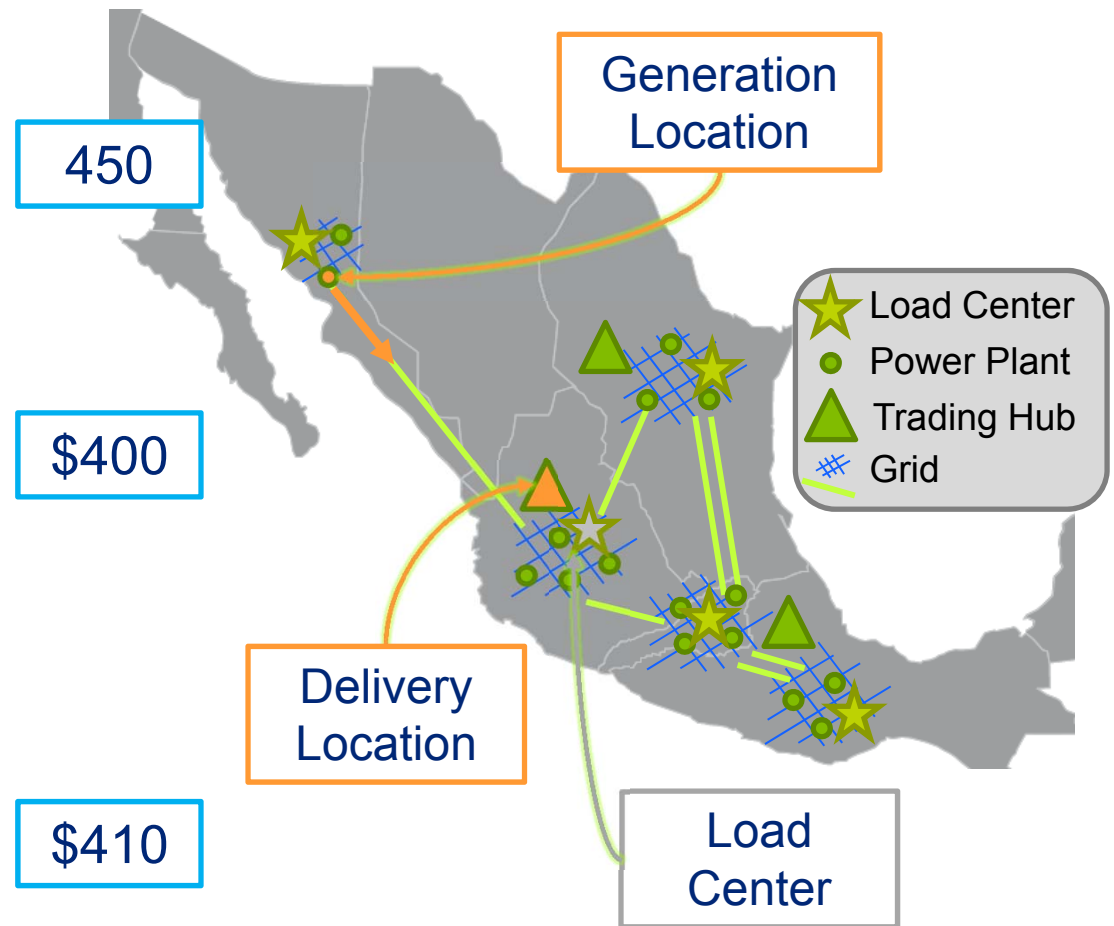 Generation
Location
450
Load Center
Power Plant
Trading Hub
Grid
$400
Delivery
Location
$410
Load
Center